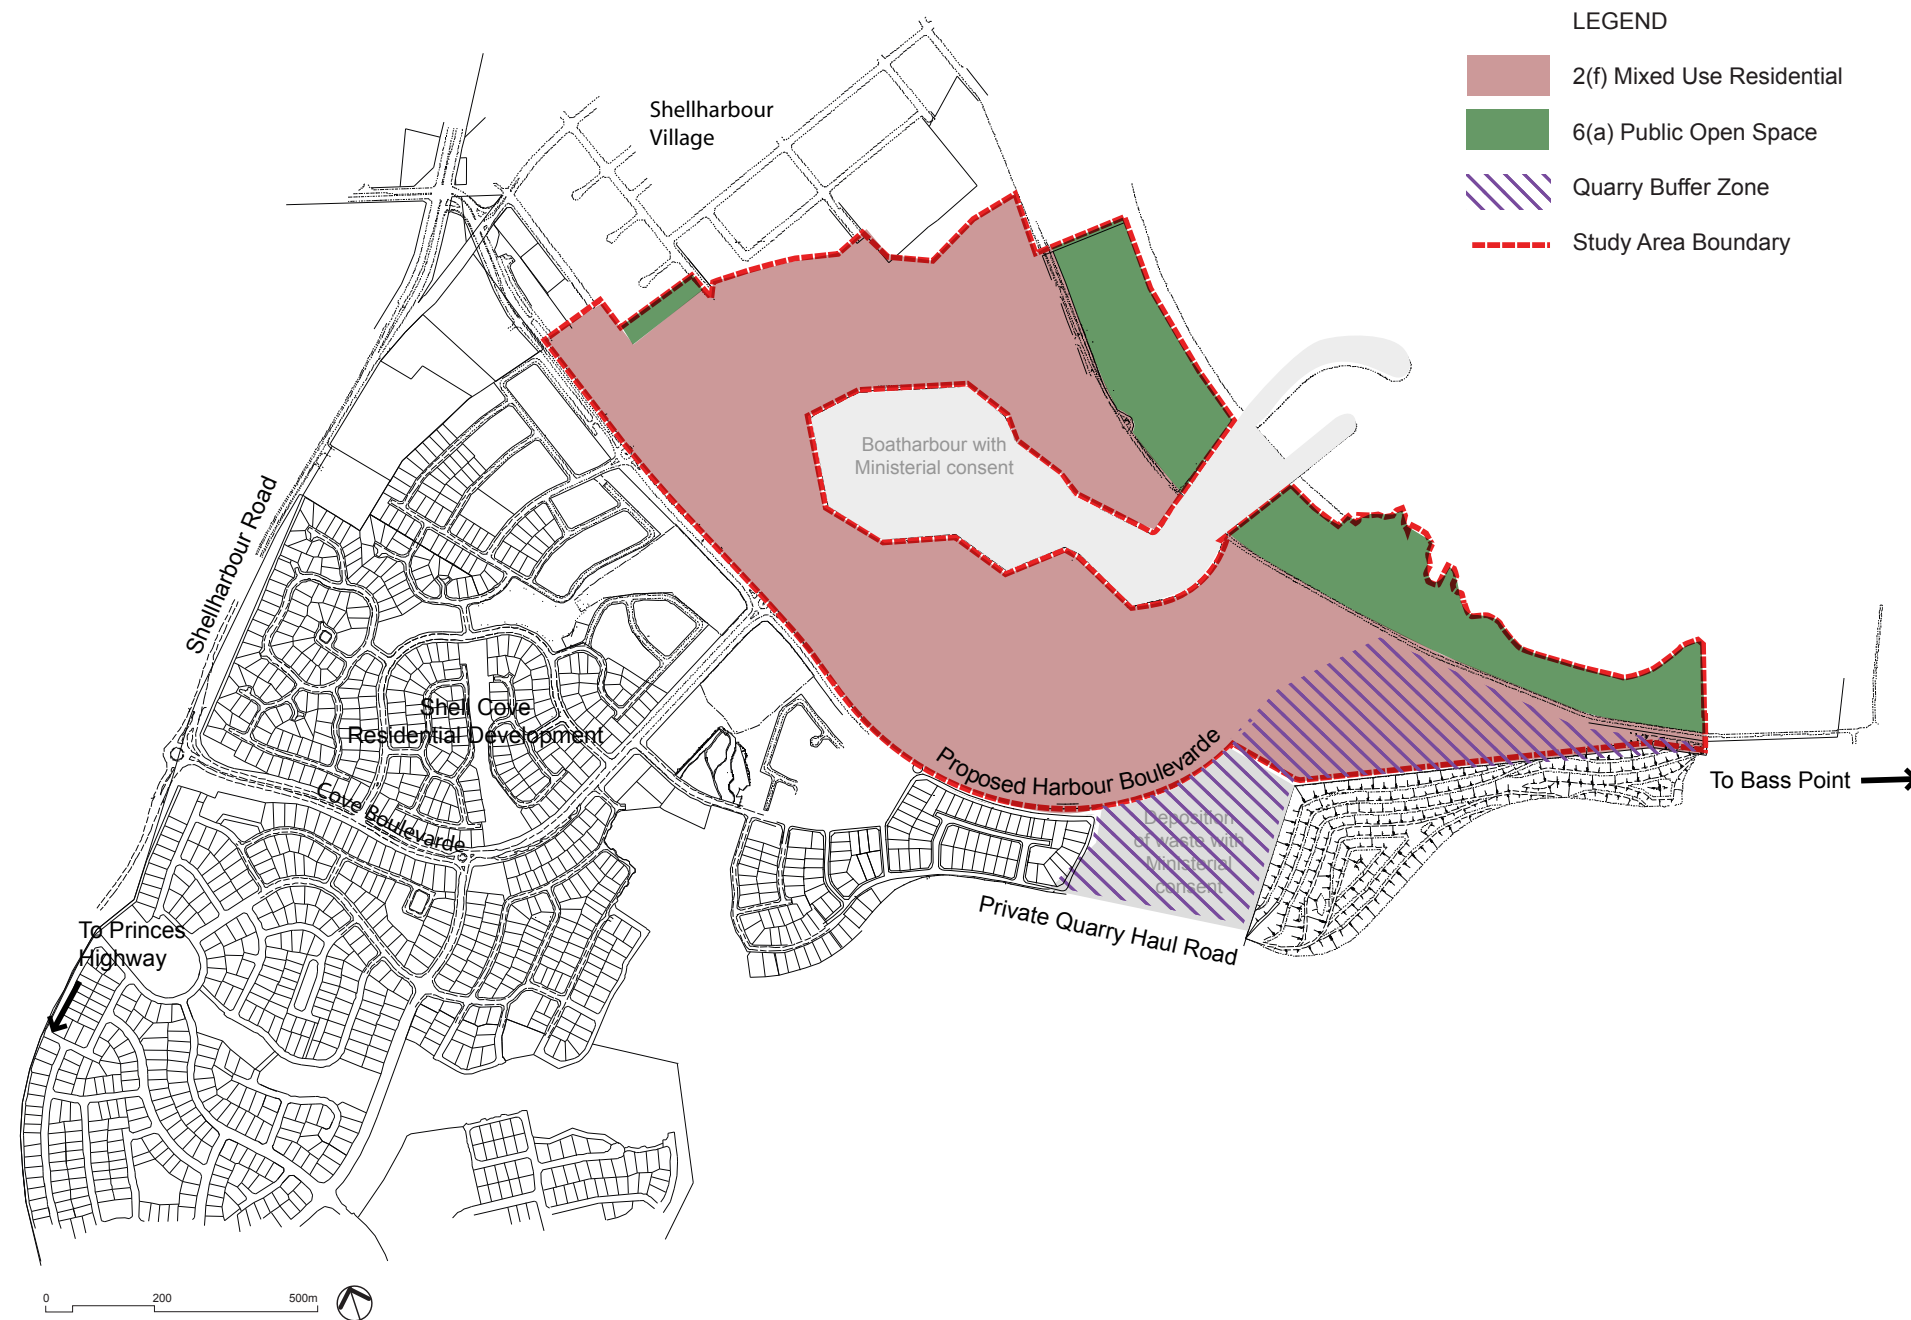 LEGEND
2(f) Mixed Use Residential
6(a) Public Open Space
Quarry Buffer Zone
Study Area Boundary
Shellharbour
Village
Boatharbour with
Ministerial consent
Shellharbour Road
Shell Cove
Residential Development
Cove Boulevarde
Proposed Harbour Boulevarde
To Bass Point
Deposition
of waste with
Ministerial
consent
Private Quarry Haul Road
To Princes
Highway
0 200 500m